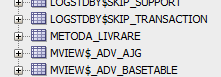 LOGSTDBY$SKIP_SUPPORT
LOGSTDBY$SKIP_TRANSACTION
METODA_LIVRARE
MVIEW$_ADV_AJG
MVIEW$_ADV_BASETABLE